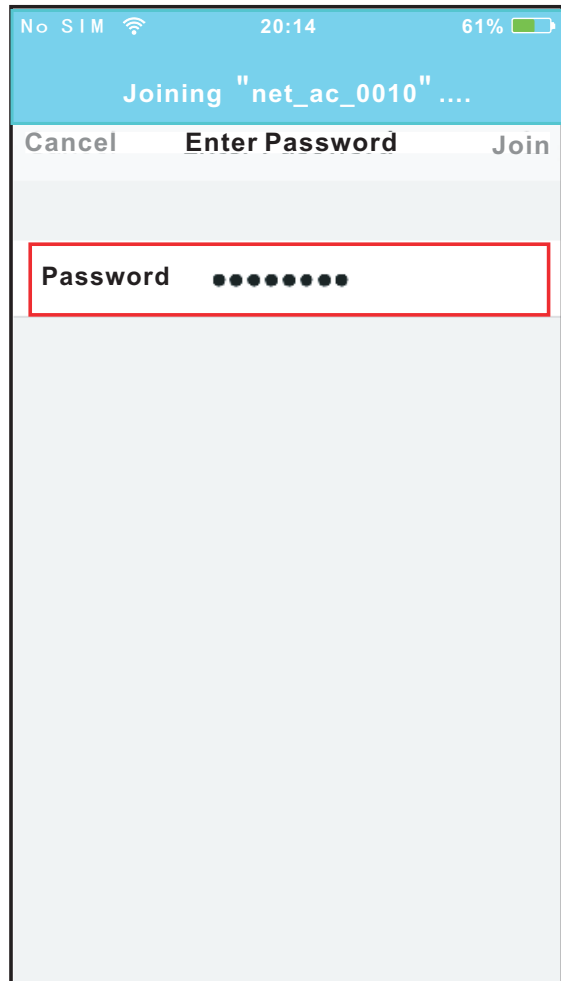 No SIM 20:14 61%
Joining "net_ac_0010"....
Cancel Enter Password Join
Password ●●●●●●●●